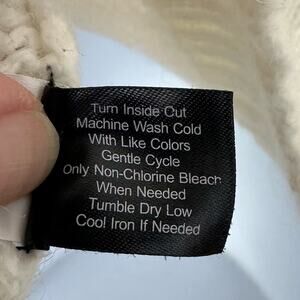 Turn Inside Out
Machine Wash Cold
With Like Colors
Gentle Cycle
Only Non-Chlorine Bleach
When Needed
Tumble Dry Low
Cool Iron If Needed